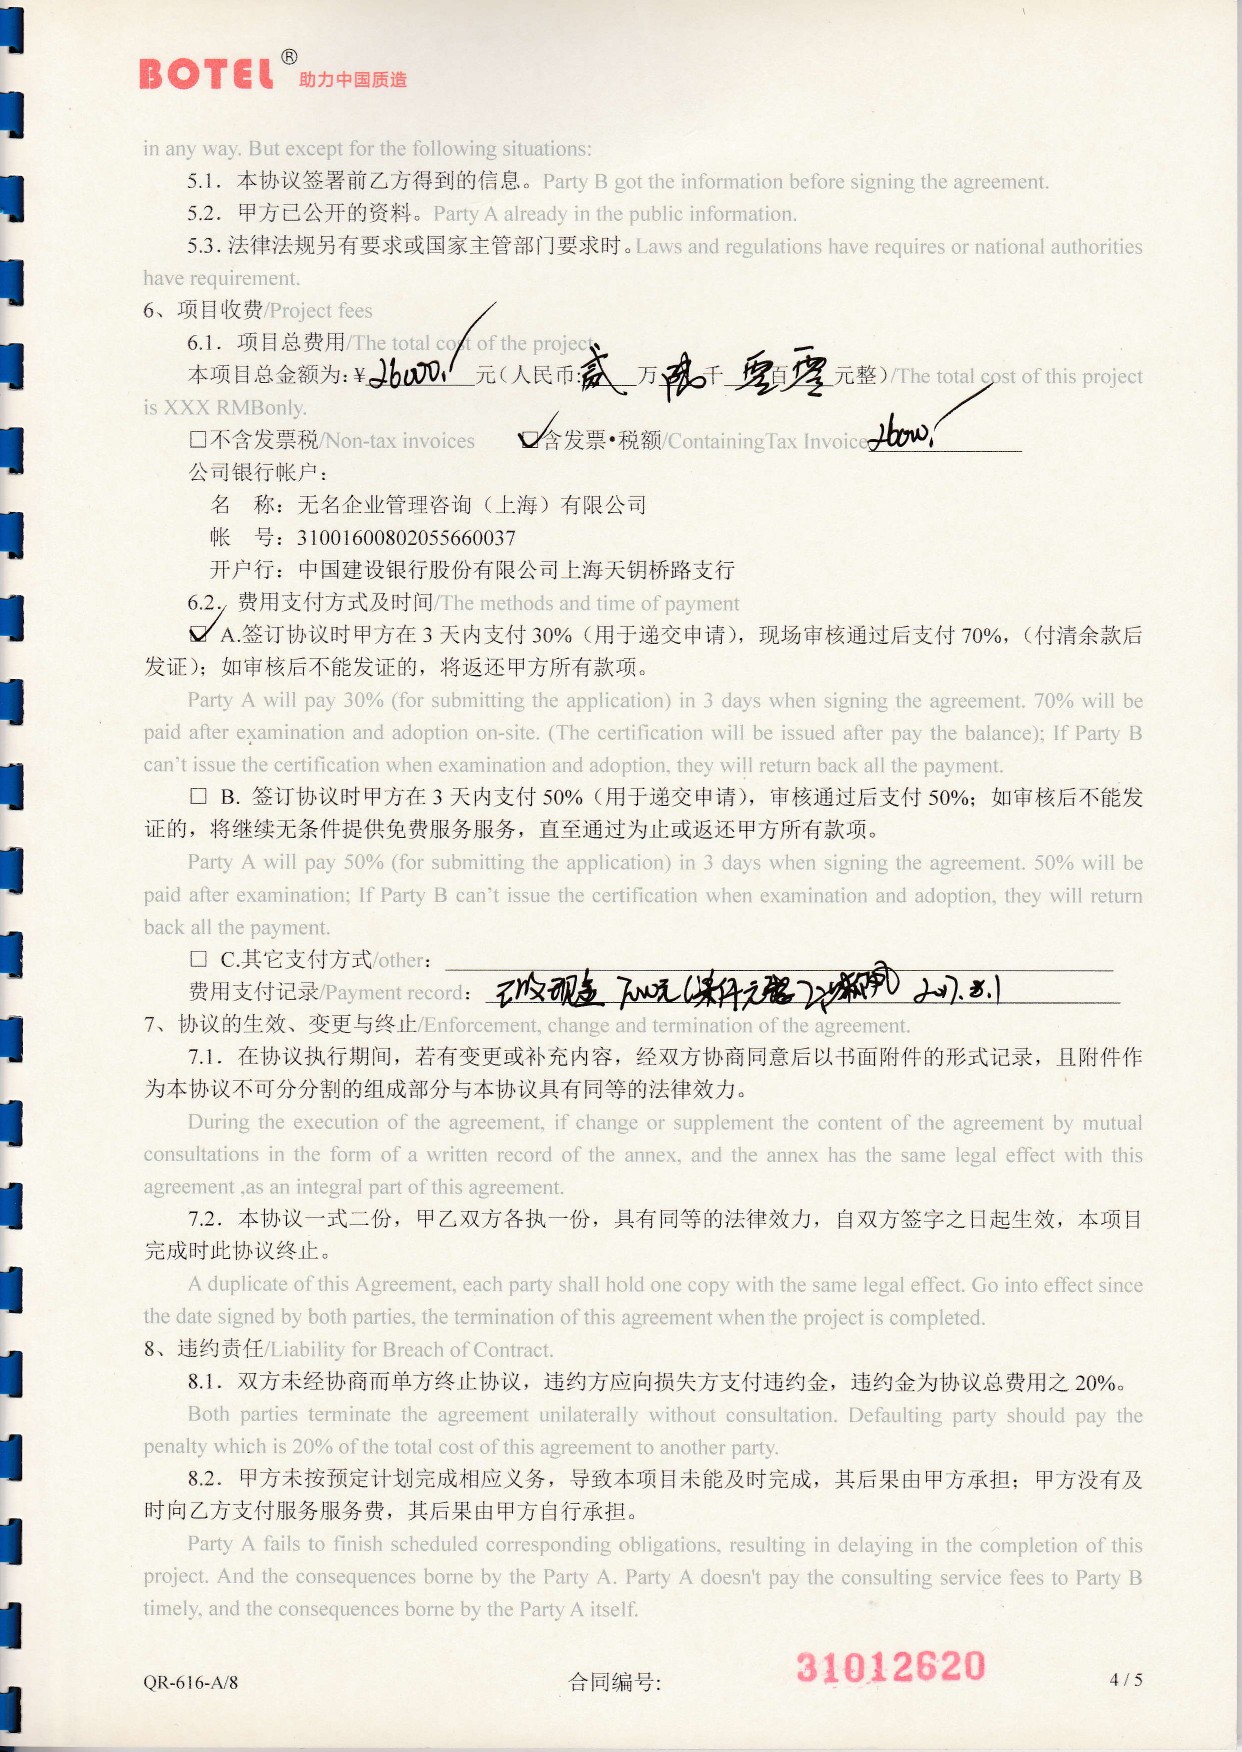 BOTEL® 助力中国质造
in any way. But except for the following situations:
5.1．本协议签署前乙方得到的信息。Party B got the information before signing the agreement.
5.2．甲方已公开的资料。Party A already in the public information.
5.3. 法律法规另有要求或国家主管部门要求时。Laws and regulations have requires or national authorities
have requirement.
6、项目收费/Project fees
6.1．项目总费用/The total cost of the project
本项目总金额为:￥26000./元(人民币:贰万陆千零百零元整)/The total cost of this project
is XXX RMBonly.
□不含发票税/Non-tax invoices ☑含发票•税额/ContainingTax Invoice 26000./
公司银行帐户：
名 称：无名企业管理咨询（上海）有限公司
帐 号：31001600802055660037
开户行：中国建设银行股份有限公司上海天钥桥路支行
6.2．费用支付方式及时间/The methods and time of payment
☑ A.签订协议时甲方在 3 天内支付 30%（用于递交申请），现场审核通过后支付 70%，（付清余款后
发证）；如审核后不能发证的，将返还甲方所有款项。
Party A will pay 30% (for submitting the application) in 3 days when signing the agreement. 70% will be
paid after examination and adoption on-site. (The certification will be issued after pay the balance); If Party B
can't issue the certification when examination and adoption, they will return back all the payment.
□ B. 签订协议时甲方在 3 天内支付 50%（用于递交申请），审核通过后支付 50%；如审核后不能发
证的，将继续无条件提供免费服务服务，直至通过为止或返还甲方所有款项。
Party A will pay 50% (for submitting the application) in 3 days when signing the agreement. 50% will be
paid after examination; If Party B can't issue the certification when examination and adoption, they will return
back all the payment.
□ C.其它支付方式/other：
费用支付记录/Payment record： 已收现金 7000元 2017.8.1
7、协议的生效、变更与终止/Enforcement, change and termination of the agreement.
7.1．在协议执行期间，若有变更或补充内容，经双方协商同意后以书面附件的形式记录，且附件作
为本协议不可分分割的组成部分与本协议具有同等的法律效力。
During the execution of the agreement, if change or supplement the content of the agreement by mutual
consultations in the form of a written record of the annex, and the annex has the same legal effect with this
agreement ,as an integral part of this agreement.
7.2．本协议一式二份，甲乙双方各执一份，具有同等的法律效力，自双方签字之日起生效，本项目
完成时此协议终止。
A duplicate of this Agreement, each party shall hold one copy with the same legal effect. Go into effect since
the date signed by both parties, the termination of this agreement when the project is completed.
8、违约责任/Liability for Breach of Contract.
8.1．双方未经协商而单方终止协议，违约方应向损失方支付违约金，违约金为协议总费用之 20%。
Both parties terminate the agreement unilaterally without consultation. Defaulting party should pay the
penalty which is 20% of the total cost of this agreement to another party.
8.2．甲方未按预定计划完成相应义务，导致本项目未能及时完成，其后果由甲方承担；甲方没有及
时向乙方支付服务服务费，其后果由甲方自行承担。
Party A fails to finish scheduled corresponding obligations, resulting in delaying in the completion of this
project. And the consequences borne by the Party A. Party A doesn't pay the consulting service fees to Party B
timely, and the consequences borne by the Party A itself.
QR-616-A/8 合同编号: 31012620 4 / 5